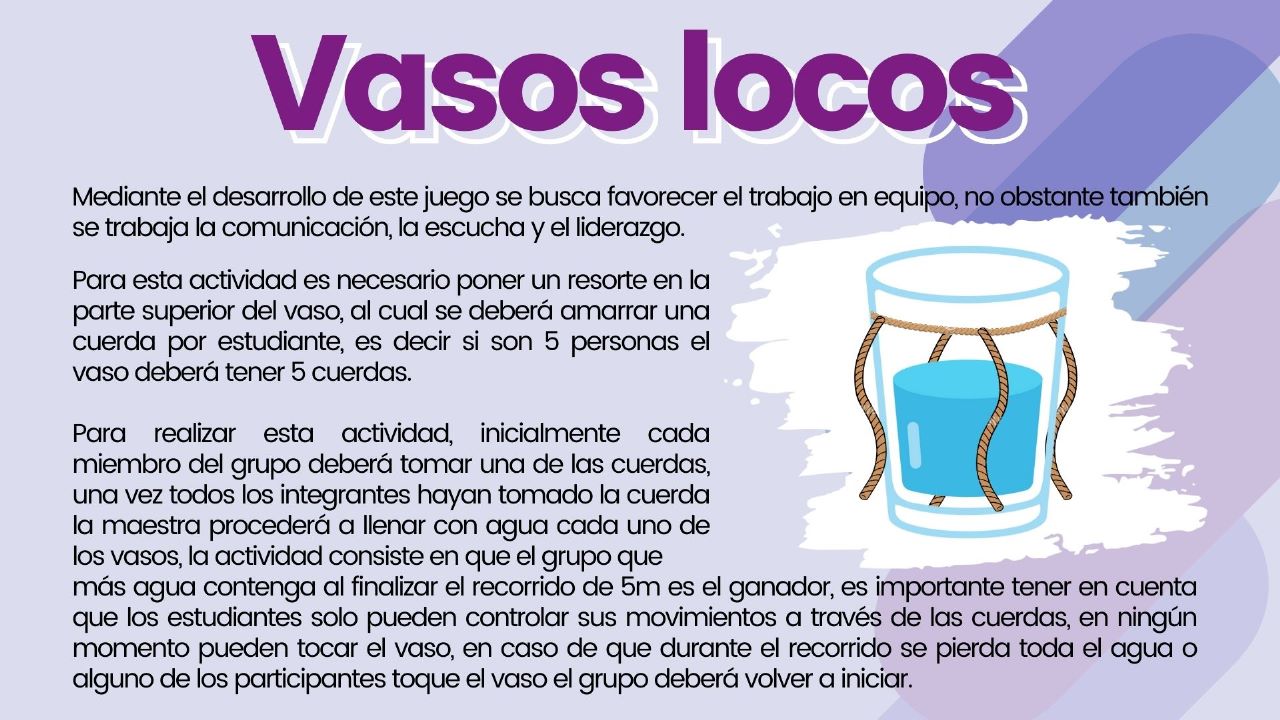 Vasos locos
Mediante el desarrollo de este juego se busca favorecer el trabajo en equipo, no obstante también
se trabaja la comunicación, la escucha y el liderazgo.
Para esta actividad es necesario poner un resorte en la
parte superior del vaso, al cual se deberá amarrar una
cuerda por estudiante, es decir si son 5 personas el
vaso deberá tener 5 cuerdas.
Para realizar esta actividad, inicialmente cada
miembro del grupo deberá tomar una de las cuerdas,
una vez todos los integrantes hayan tomado la cuerda
la maestra procederá a llenar con agua cada uno de
los vasos, la actividad consiste en que el grupo que
más agua contenga al finalizar el recorrido de 5m es el ganador, es importante tener en cuenta
que los estudiantes solo pueden controlar sus movimientos a través de las cuerdas, en ningún
momento pueden tocar el vaso, en caso de que durante el recorrido se pierda toda el agua o
alguno de los participantes toque el vaso el grupo deberá volver a iniciar.